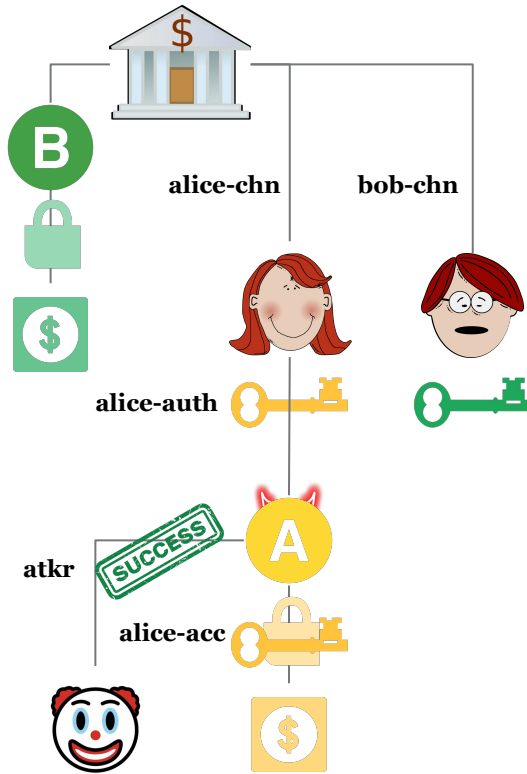 $
B
alice-chn
bob-chn
$
alice-auth
A
SUCCESS
atkr
alice-acc
$